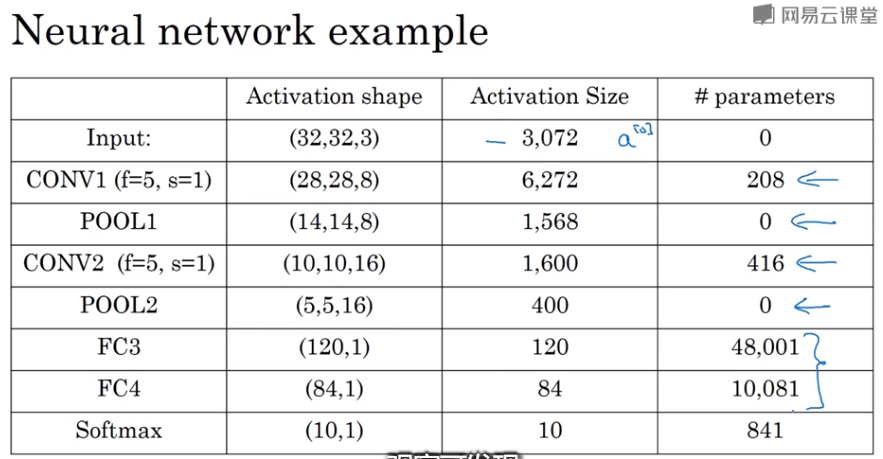 网易云课堂
Neural network example
Activation shape Activation Size # parameters
Input: (32,32,3) – 3,072 a[0] 0
CONV1 (f=5, s=1) (28,28,8) 6,272 208 ←
POOL1 (14,14,8) 1,568 0 ←
CONV2 (f=5, s=1) (10,10,16) 1,600 416 ←
POOL2 (5,5,16) 400 0 ←
FC3 (120,1) 120 48,001 }
FC4 (84,1) 84 10,081
Softmax (10,1) 10 841